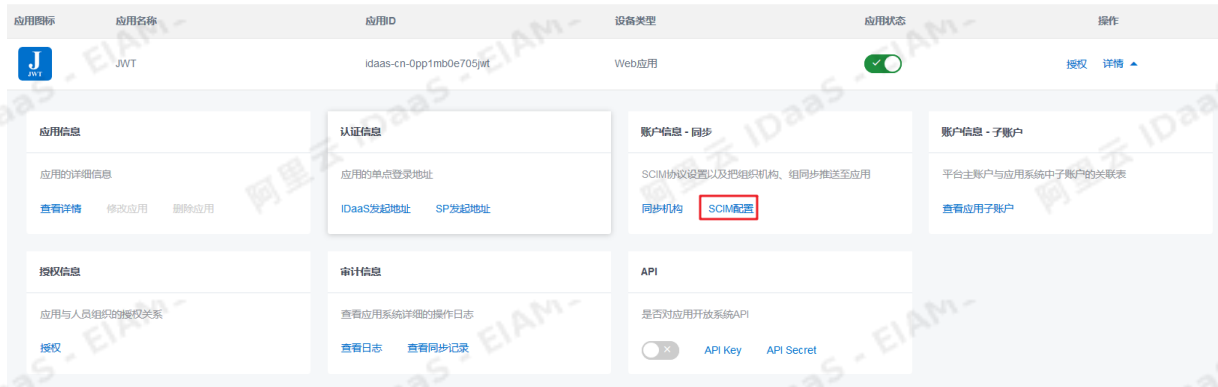 应用图标 应用名称 应用ID 设备类型 应用状态 操作
J JWT JWT idaas-cn-0pp1mb0e705jwt Web应用 授权 详情
应用信息 认证信息 账户信息 - 同步 账户信息 - 子账户
应用的详细信息 应用的单点登录地址 SCIM协议设置以及把组织机构、组同步推送至应用 平台主账户与应用系统中子账户的关联表
查看详情 修改应用 删除应用 IDaaS发起地址 SP发起地址 同步机构 SCIM配置 查看应用子账户
授权信息 审计信息 API
应用与人员组织的授权关系 查看应用系统详细的操作日志 是否对应用开放系统API
授权 查看日志 查看同步记录 API Key API Secret
阿里云 IDaaS - EIAM-